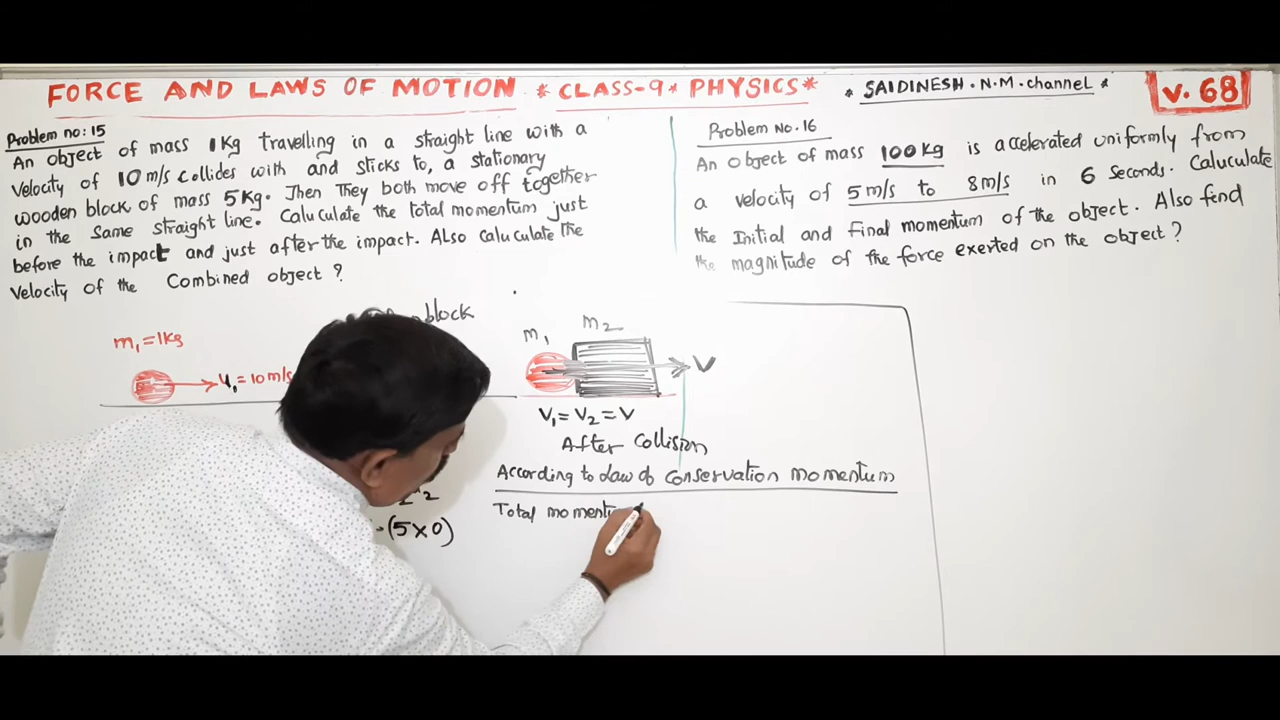 FORCE AND LAWS OF MOTION * CLASS-9 * PHYSICS * * SAIDINESH.N.M.channel * V.68
Problem no: 15
An object of mass 1Kg Travelling in a straight line with a
Velocity of 10 m/s collides with and sticks to, a stationary
wooden block of mass 5Kg. Then They both move off together
in the same straight line. Caluculate the total momentum just
before the impact and just after the impact. Also calculate the
Velocity of the Combined object ?
Problem No. 16
An Object of mass 100 Kg is accelerated uniformly from
a velocity of 5 m/s to 8 m/s in 6 seconds. Caluculate
the Initial and Final momentum of the object. Also find
the magnitude of the force exerted on the object ?
block
m₁ = 1Kg
= 10 m/s
m₁ m₂
V
V₁ = V₂ = V
After Collision
According to Law of conservation momentum
Total moment
(5 X 0)